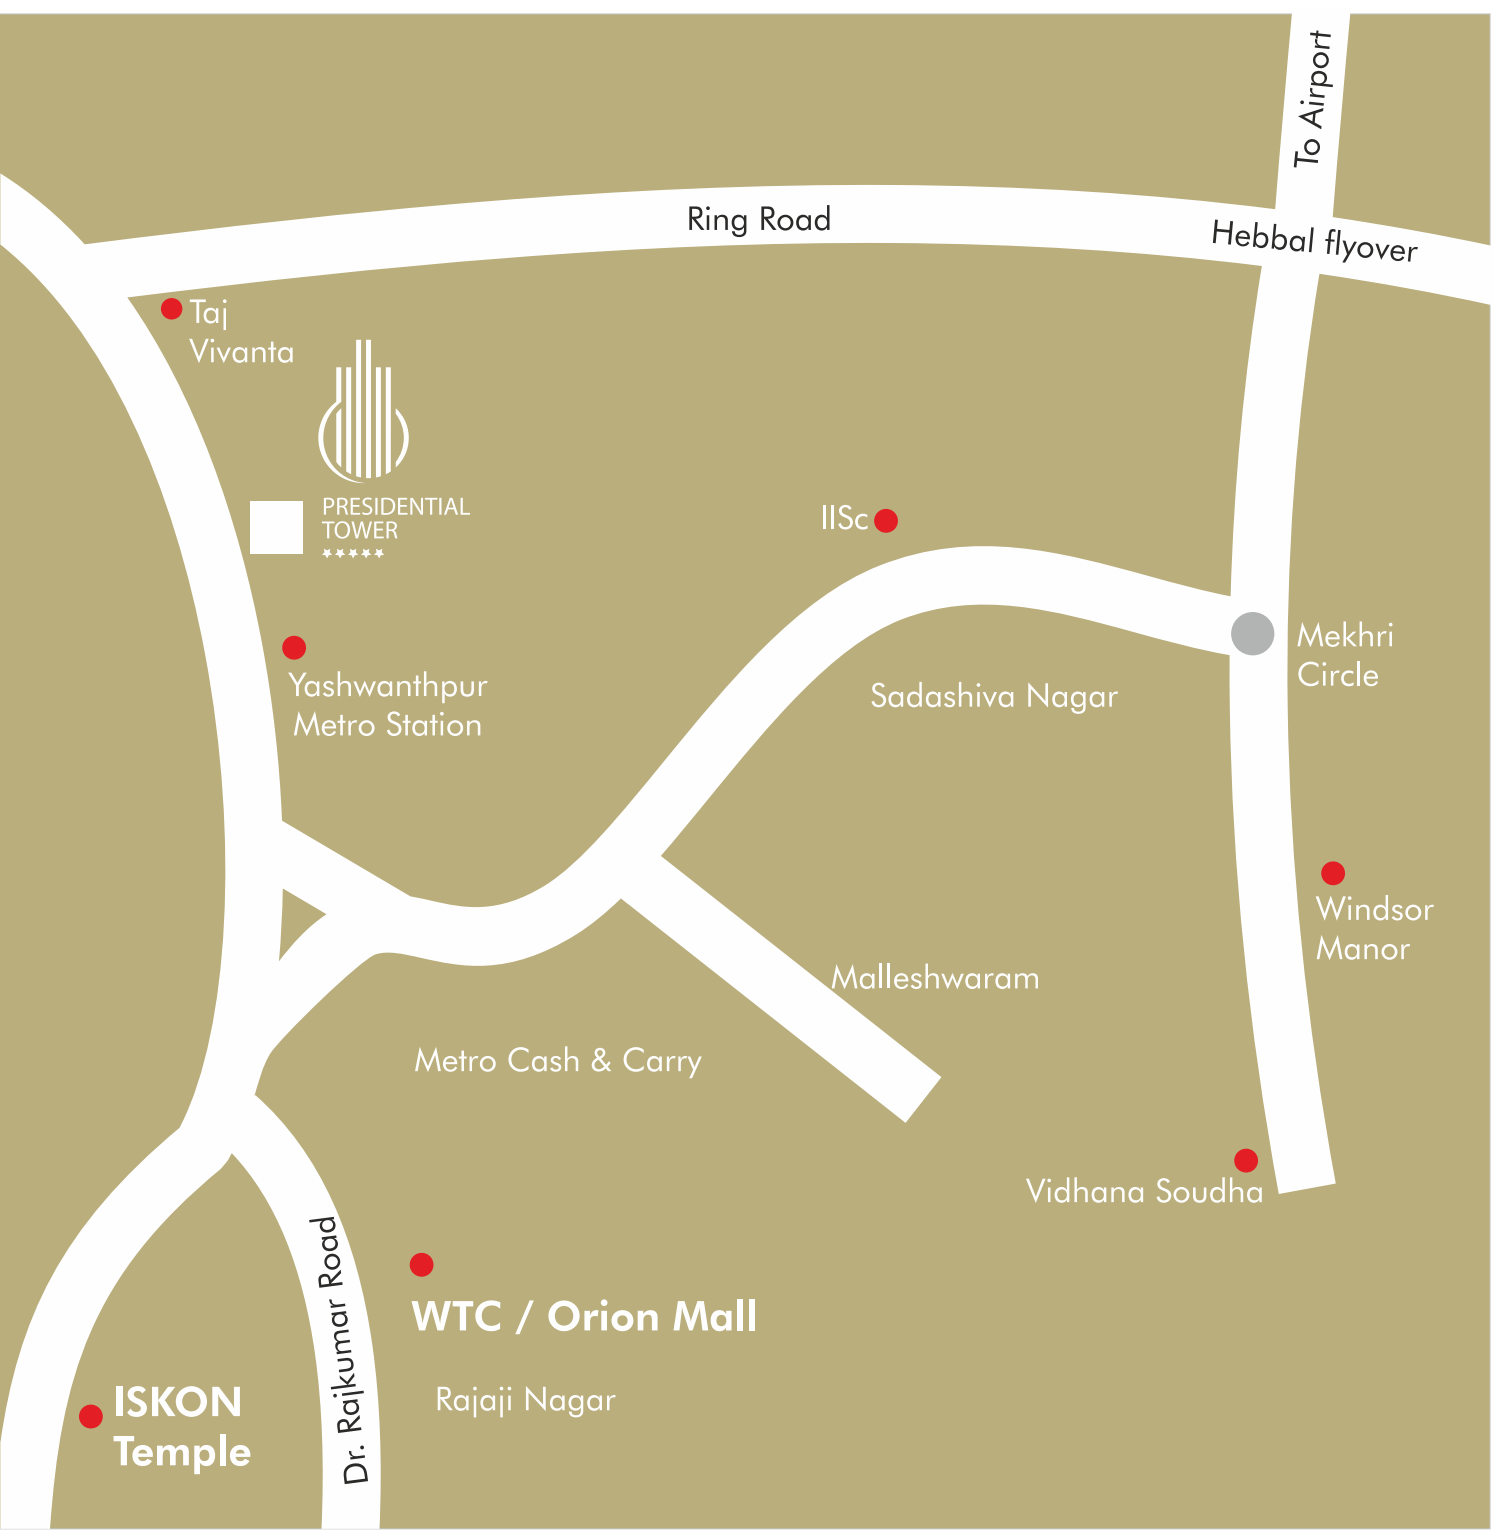 To Airport
Ring Road
Hebbal flyover
Taj
Vivanta
PRESIDENTIAL
TOWER
IISc
Mekhri
Circle
Yashwanthpur
Metro Station
Sadashiva Nagar
Windsor
Manor
Malleshwaram
Metro Cash & Carry
Vidhana Soudha
Dr. Rajkumar Road
WTC / Orion Mall
Rajaji Nagar
ISKON
Temple